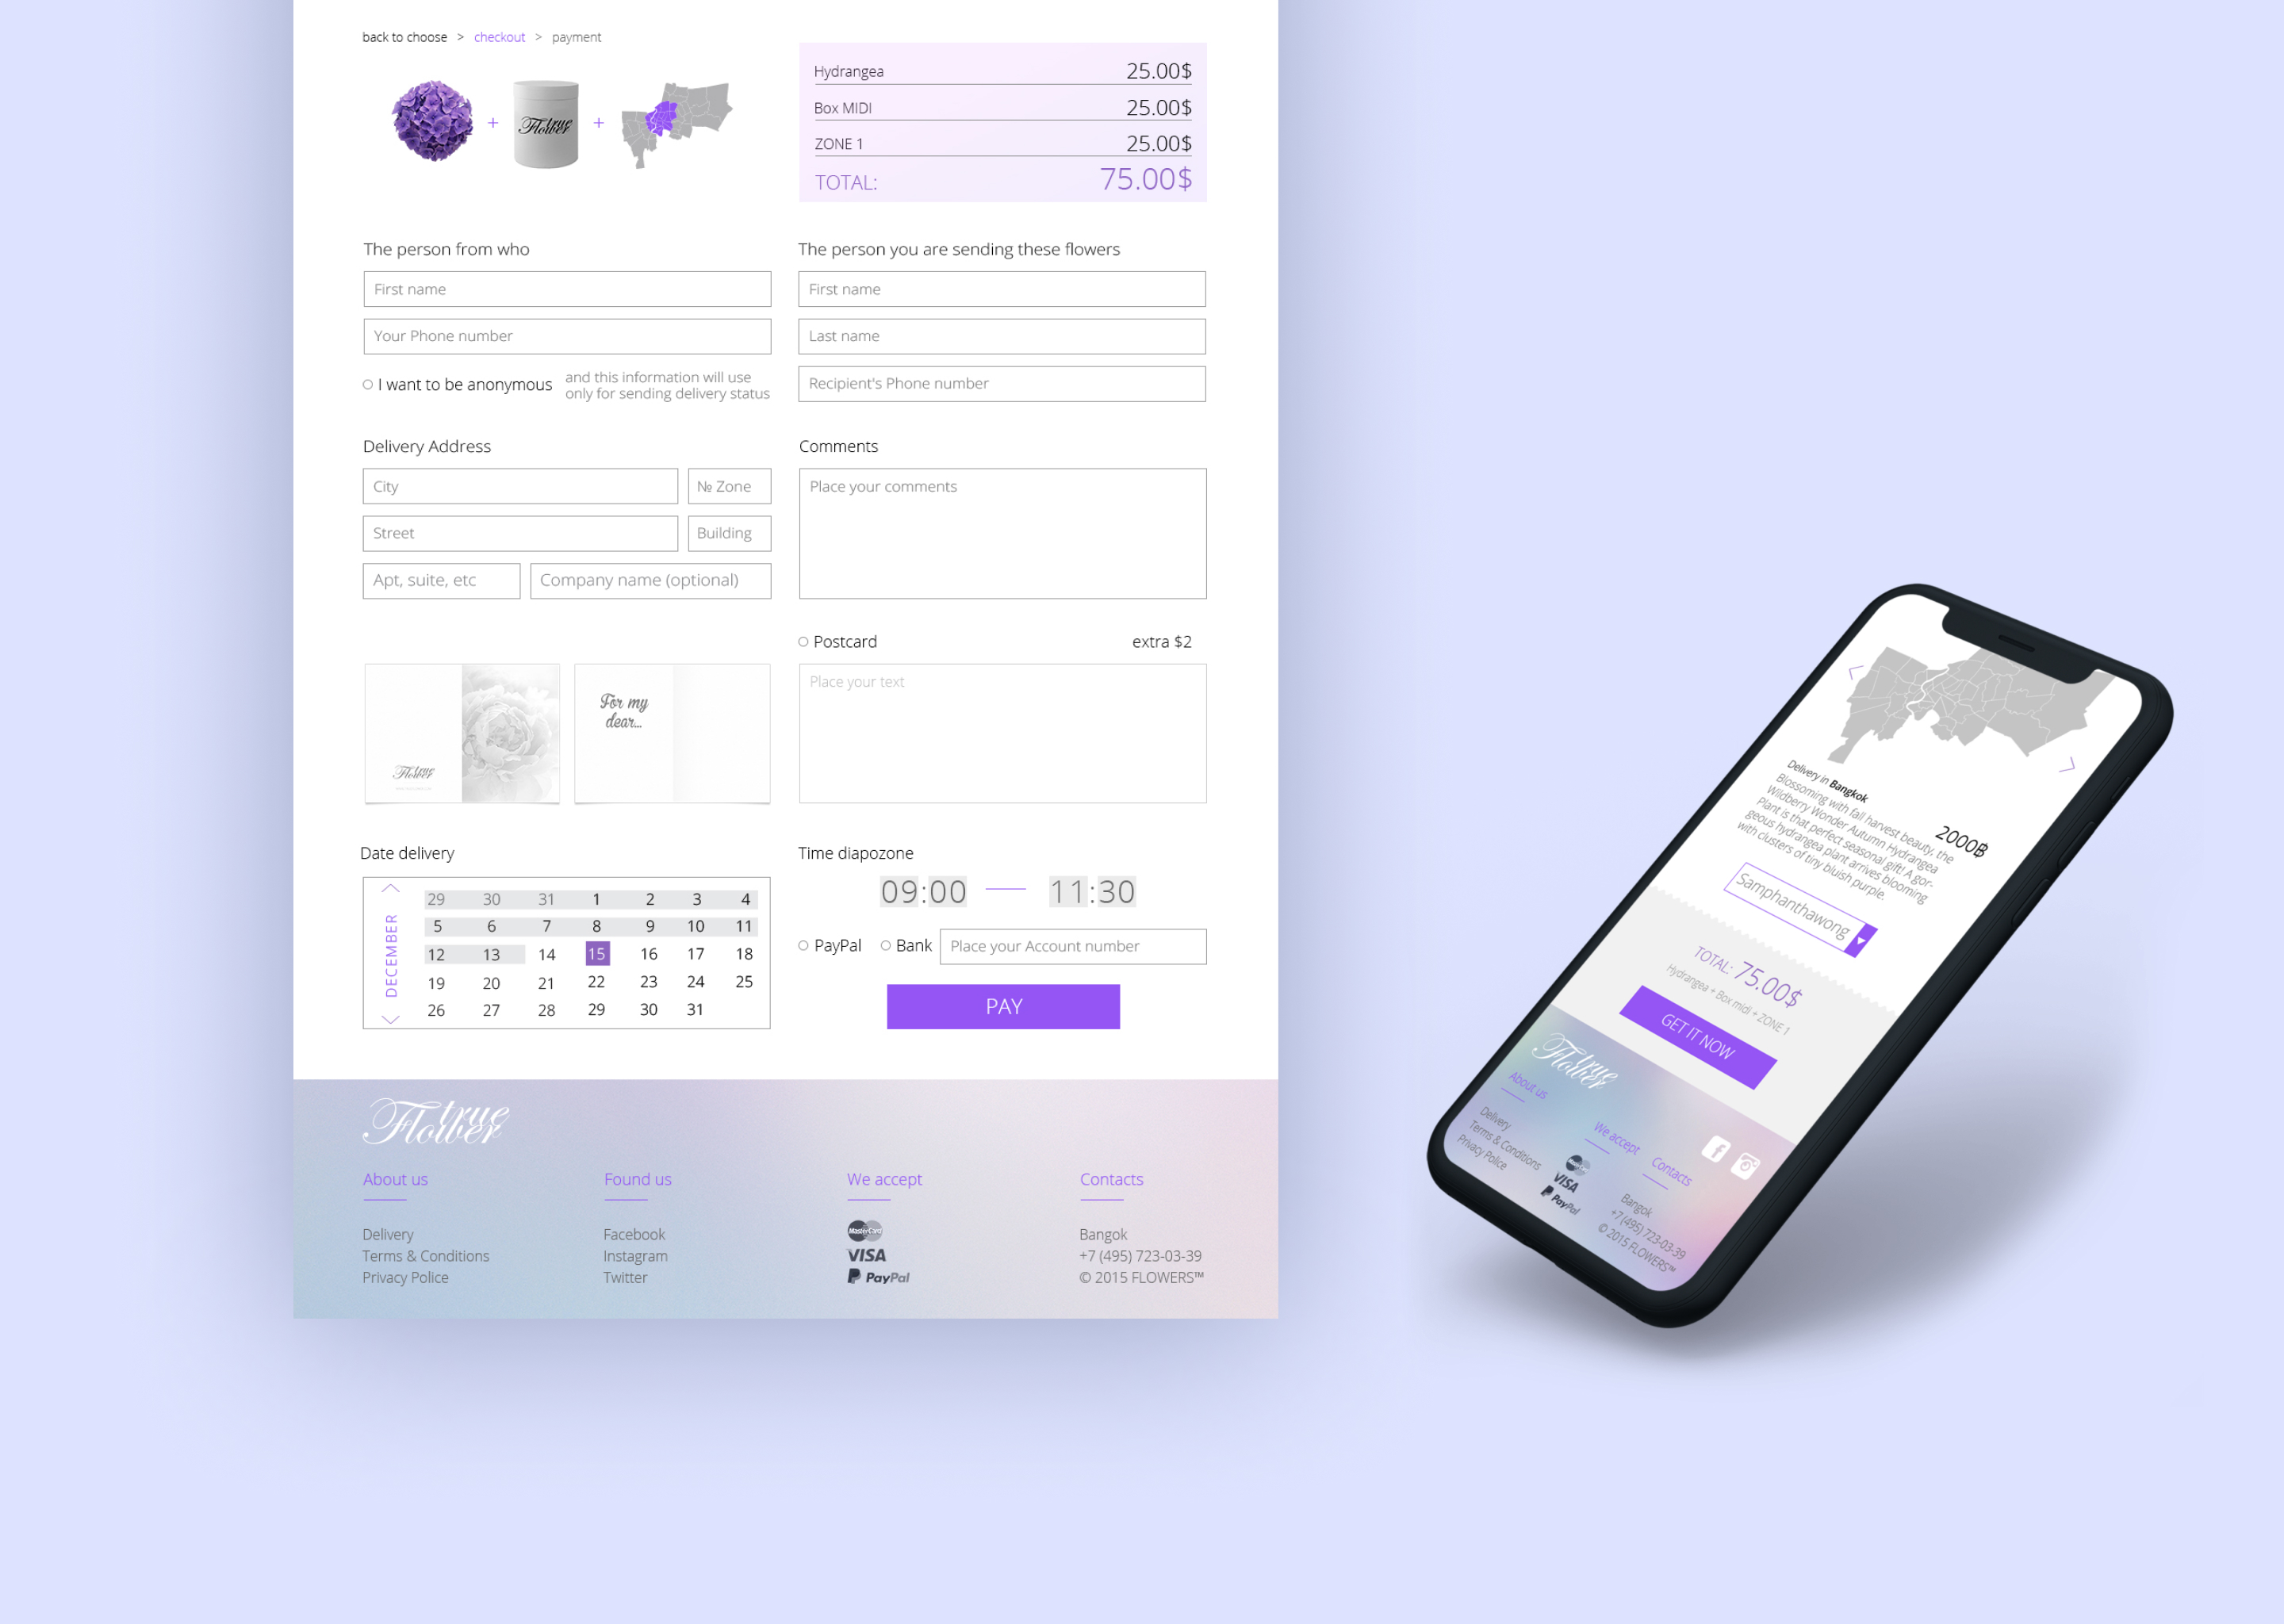 back to choose > checkout > payment
+ +
true
Flower
Hydrangea 25.00$
Box MIDI 25.00$
ZONE 1 25.00$
TOTAL: 75.00$
The person from who
First name
Your Phone number
I want to be anonymous
and this information will use
only for sending delivery status
The person you are sending these flowers
First name
Last name
Recipient's Phone number
Delivery Address
City
№ Zone
Street
Building
Apt, suite, etc
Company name (optional)
Comments
Place your comments
Postcard extra $2
Place your text
true
Flower
For my
dear...
Date delivery
DECEMBER
29 30 31 1 2 3 4
5 6 7 8 9 10 11
12 13 14 15 16 17 18
19 20 21 22 23 24 25
26 27 28 29 30 31
Time diapozone
09:00 — 11:30
PayPal Bank Place your Account number
PAY
true
Flower
About us
Delivery
Terms & Conditions
Privacy Police
Found us
Facebook
Instagram
Twitter
We accept
MasterCard
VISA
PayPal
Contacts
Bangok
+7 (495) 723-03-39
© 2015 FLOWERS™
Delivery in Bangkok
Blossoming with fall harvest beauty, the
Wildberry Wonder Autumn Hydrangea
Plant is that perfect seasonal gift! A gor-
geous hydrangea plant arrives blooming
with clusters of tiny bluish purple.
2000฿
Samphanthawong
TOTAL: 75.00$
Hydrangea + Box midi + ZONE 1
GET IT NOW
true
Flower
About us
Delivery
Terms & Conditions
Privacy Police
We accept
VISA
PayPal
Contacts
Bangok
+7 (495) 723-03-39
© 2015 FLOWERS™